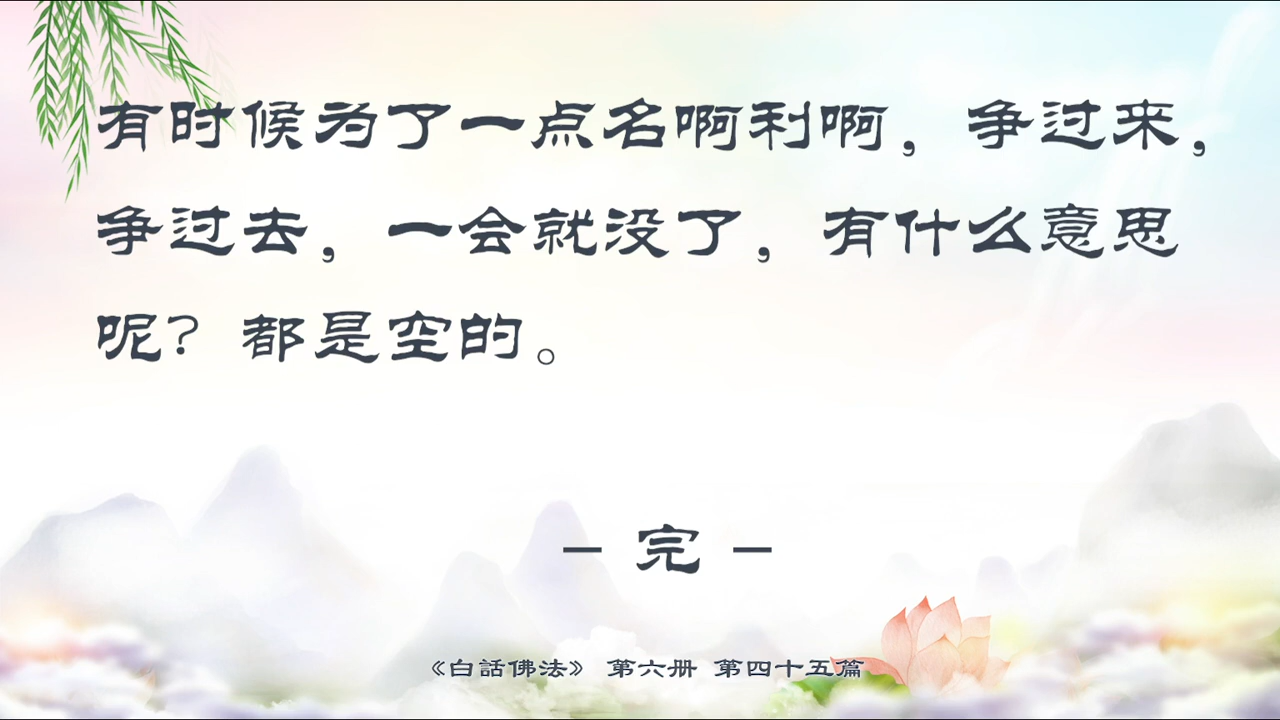 有时候为了一点名啊利啊，争过来，
争过去，一会就没了，有什么意思
呢？都是空的。
－ 完 －
《白話佛法》 第六册 第四十五篇